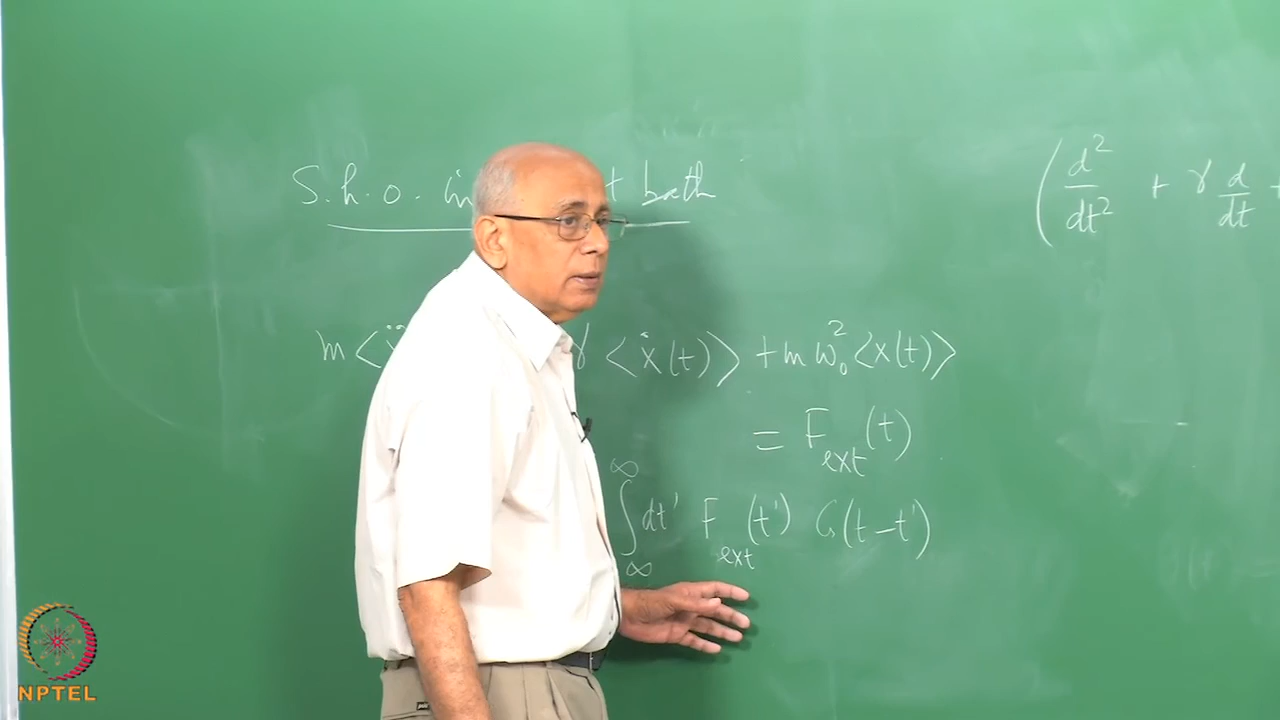 S.h.o. in t bath
(d²/dt² + γ d/dt +
m⟨ẍ γ ⟨ẋ(t)⟩ + m ω₀² ⟨x(t)⟩
= F_ext(t)
∫_∞^∞ dt' F_ext(t') G(t-t')
NPTEL